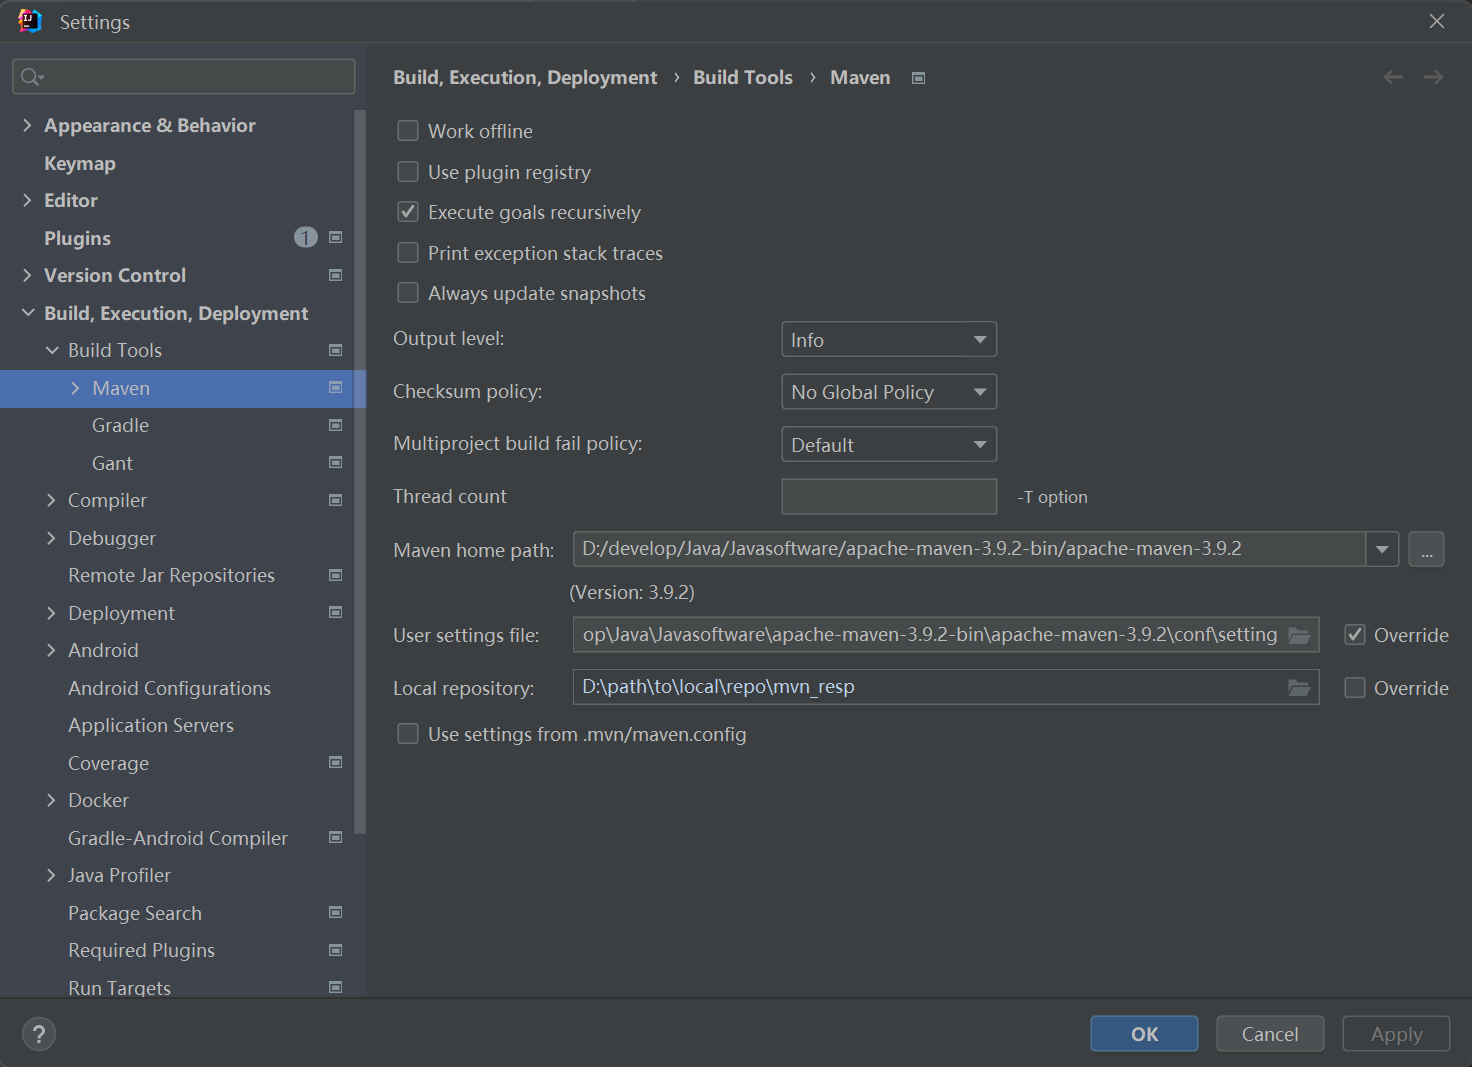 Settings
Appearance & Behavior
Keymap
Editor
Plugins 1
Version Control
Build, Execution, Deployment
Build Tools
Maven
Gradle
Gant
Compiler
Debugger
Remote Jar Repositories
Deployment
Android
Android Configurations
Application Servers
Coverage
Docker
Gradle-Android Compiler
Java Profiler
Package Search
Required Plugins
Run Targets
Build, Execution, Deployment › Build Tools › Maven
Work offline
Use plugin registry
Execute goals recursively
Print exception stack traces
Always update snapshots
Output level: Info
Checksum policy: No Global Policy
Multiproject build fail policy: Default
Thread count -T option
Maven home path: D:/develop/Java/Javasoftware/apache-maven-3.9.2-bin/apache-maven-3.9.2 ...
(Version: 3.9.2)
User settings file: op\Java\Javasoftware\apache-maven-3.9.2-bin\apache-maven-3.9.2\conf\setting Override
Local repository: D:\path\to\local\repo\mvn_resp Override
Use settings from .mvn/maven.config
? OK Cancel Apply